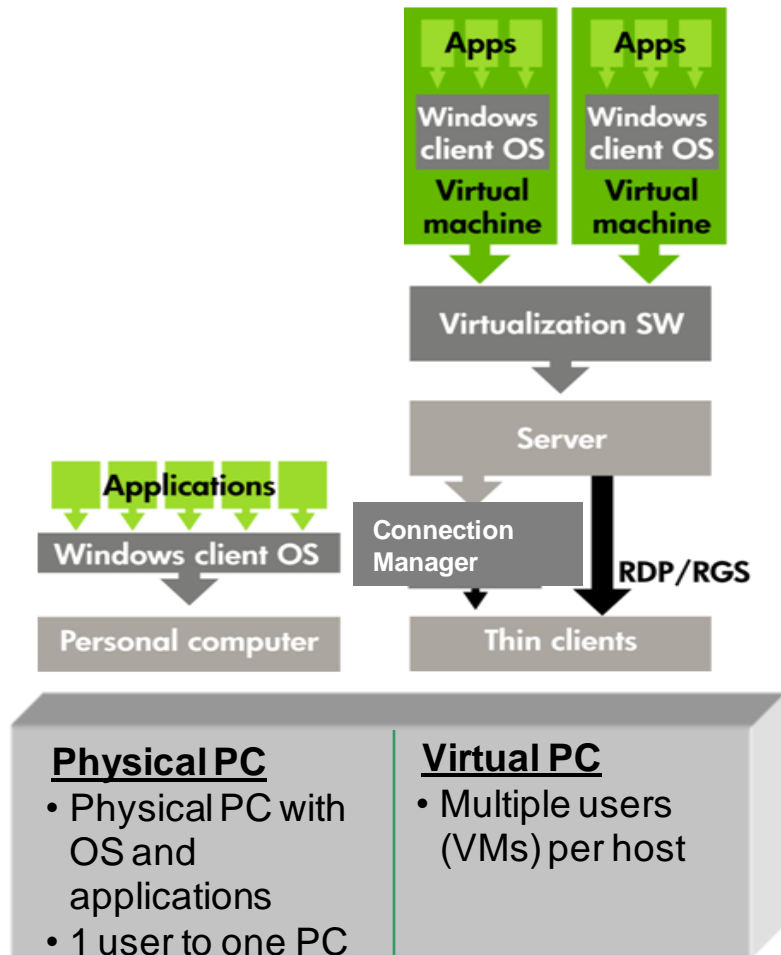 Apps
Apps
Windows
client OS
Windows
client OS
Virtual
machine
Virtual
machine
Virtualization SW
Server
Applications
Windows client OS
Personal computer
Connection
Manager
RDP/RGS
Thin clients
Physical PC
• Physical PC with
OS and
applications
• 1 user to one PC
Virtual PC
• Multiple users
(VMs) per host